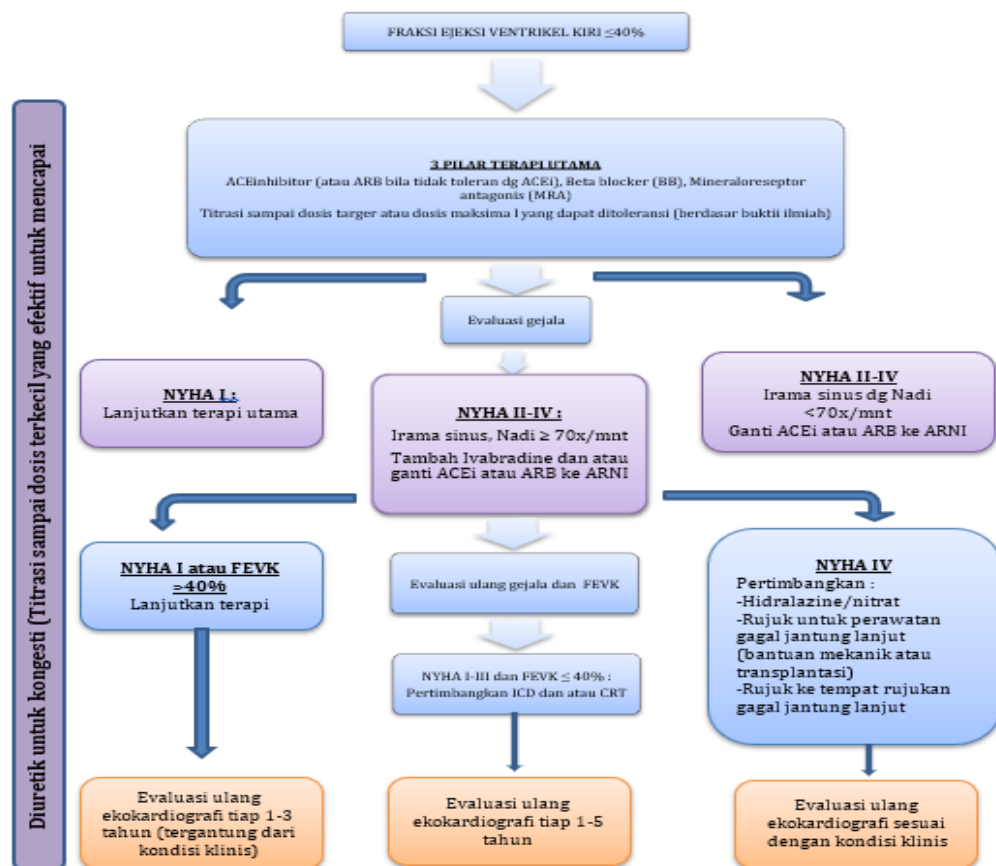 FRAKSI EJEKSI VENTRIKEL KIRI ≤40%
Diuretik untuk kongesti (Titrasi sampai dosis terkecil yang efektif untuk mencapai
3 PILAR TERAPI UTAMA
ACEinhibitor (atau ARB bila tidak toleran dg ACEi), Beta blocker (BB), Mineraloreseptor
antagonis (MRA)
Titrasi sampai dosis targer atau dosis maksima l yang dapat ditoleransi (berdasar buktii ilmiah)
Evaluasi gejala
NYHA I :
Lanjutkan terapi utama
NYHA II-IV :
Irama sinus, Nadi ≥ 70x/mnt
Tambah Ivabradine dan atau
ganti ACEi atau ARB ke ARNI
NYHA II-IV
Irama sinus dg Nadi
<70x/mnt
Ganti ACEi atau ARB ke ARNI
NYHA I atau FEVK
≥40%
Lanjutkan terapi
Evaluasi ulang gejala dan FEVK
NYHA I-III dan FEVK ≤ 40% :
Pertimbangkan ICD dan atau CRT
NYHA IV
Pertimbangkan :
-Hidralazine/nitrat
-Rujuk untuk perawatan
gagal jantung lanjut
(bantuan mekanik atau
transplantasi)
-Rujuk ke tempat rujukan
gagal jantung lanjut
Evaluasi ulang
ekokardiografi tiap 1-3
tahun (tergantung dari
kondisi klinis)
Evaluasi ulang
ekokardiografi tiap 1-5
tahun
Evaluasi ulang
ekokardiografi sesuai
dengan kondisi klinis